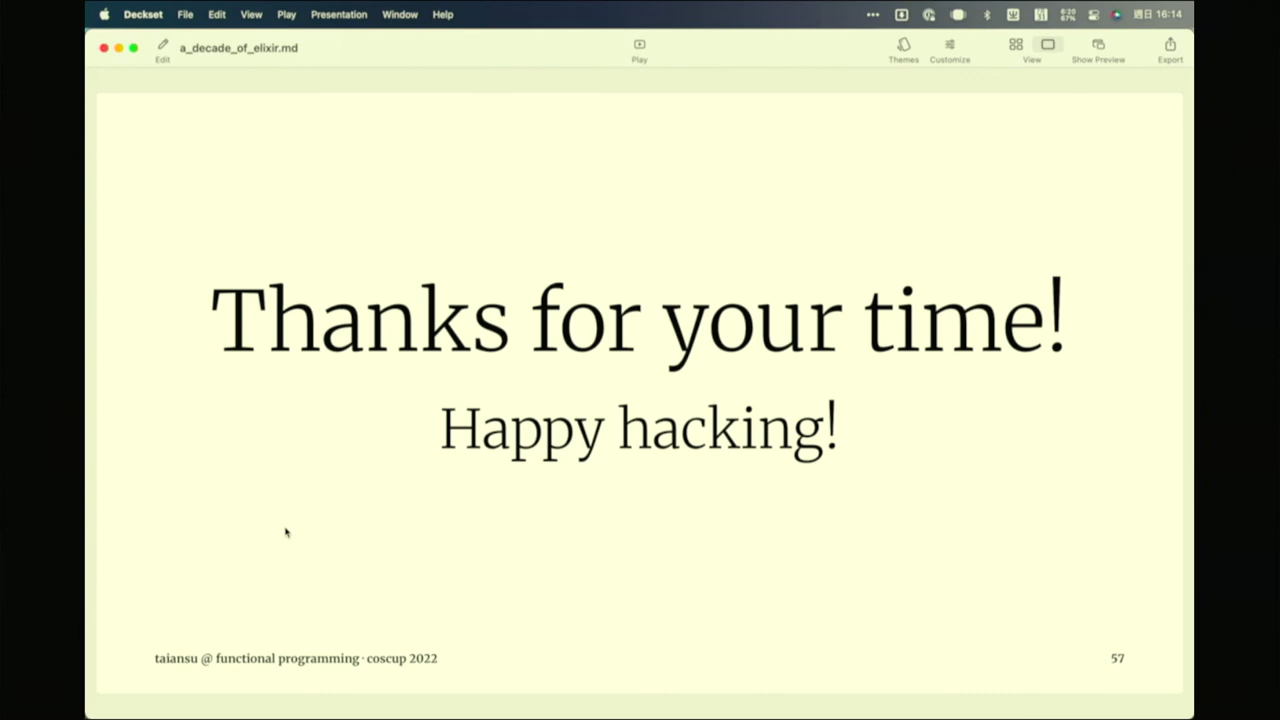 Deckset File Edit View Play Presentation Window Help 週日 16:14
a_decade_of_elixir.md
Edit Play Themes Customize View Show Preview Export
Thanks for your time!
Happy hacking!
taiansu @ functional programming · coscup 2022 57